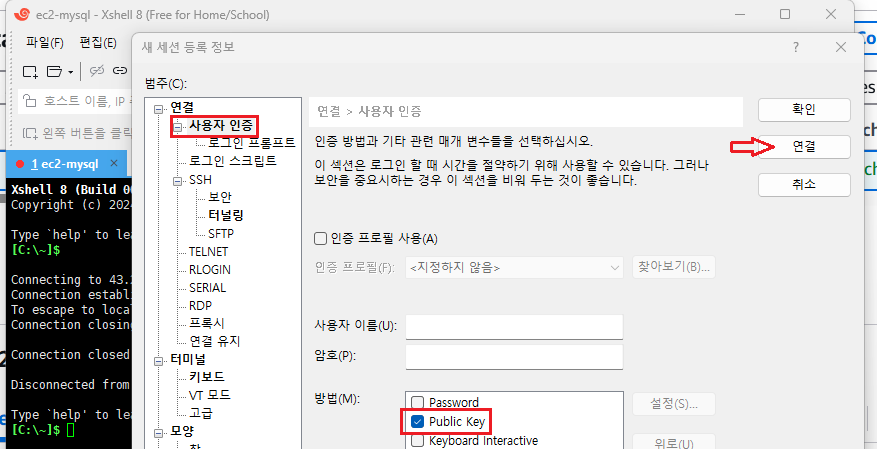 ec2-mysql - Xshell 8 (Free for Home/School)
파일(F) 편집(E)
새 세션 등록 정보
호스트 이름, IP
왼쪽 버튼을 클릭
1 ec2-mysql
Xshell 8 (Build
Copyright (c)
Type `help' to
[C:\~]$
Connecting to 43.
Connection
To escape to
Connection closing
Connection closed
Disconnected from
Type `help' to
[C:\~]$
범주(C):
연결
사용자 인증
로그인 프롬프트
로그인 스크립트
SSH
보안
터널링
SFTP
TELNET
RLOGIN
SERIAL
RDP
프록시
연결 유지
터미널
키보드
VT 모드
고급
모양
창
연결 > 사용자 인증
인증 방법과 기타 관련 매개 변수들을 선택하십시오.
이 섹션은 로그인 할 때 시간을 절약하기 위해 사용할 수 있습니다. 그러나
보안을 중요시하는 경우 이 섹션을 비워 두는 것이 좋습니다.
인증 프로필 사용(A)
인증 프로필(F): <지정하지 않음> 찾아보기(B)...
사용자 이름(U):
암호(P):
방법(M):
Password
Public Key
Keyboard Interactive
설정(S)...
위로(U)
확인
연결
취소